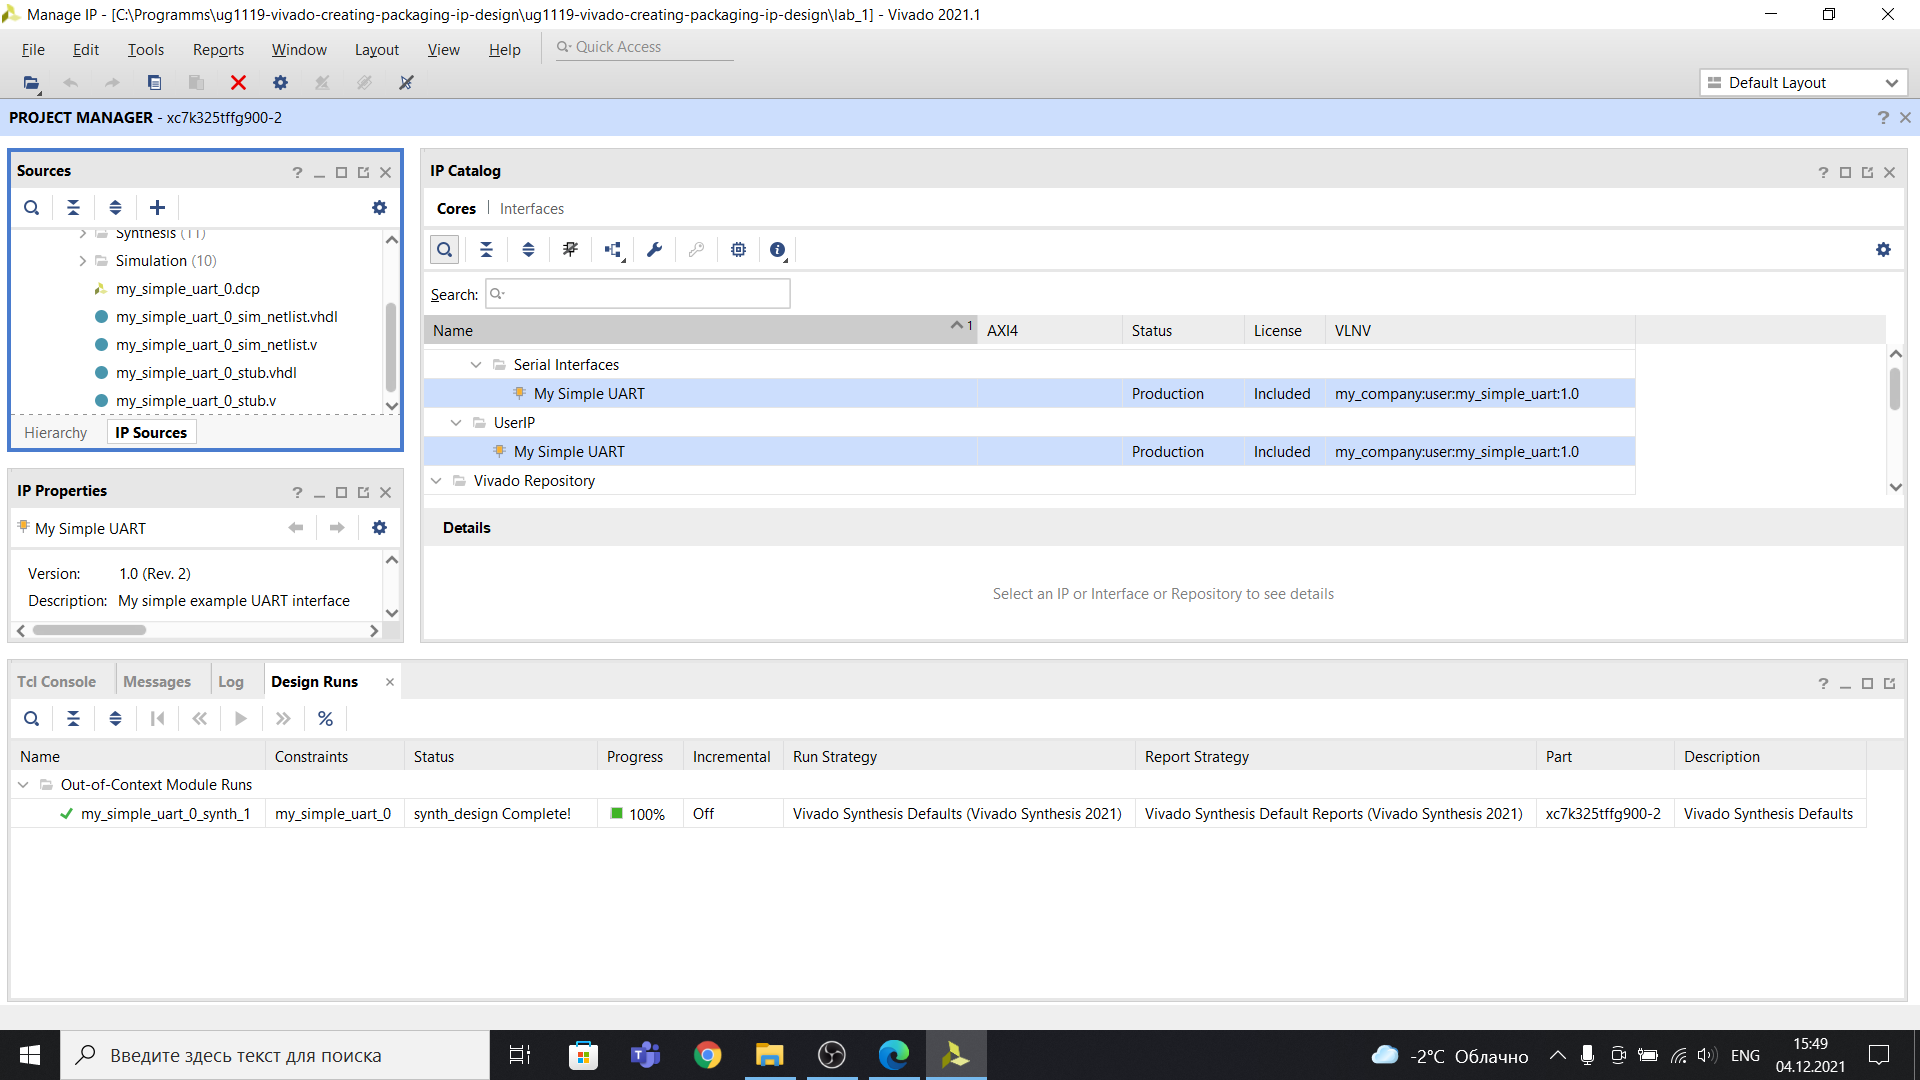 Manage IP - [C:\Programms\ug1119-vivado-creating-packaging-ip-design\ug1119-vivado-creating-packaging-ip-design\lab_1] - Vivado 2021.1
File Edit Tools Reports Window Layout View Help Quick Access
Default Layout
PROJECT MANAGER - xc7k325tffg900-2
Sources
Synthesis (11)
Simulation (10)
my_simple_uart_0.dcp
my_simple_uart_0_sim_netlist.vhdl
my_simple_uart_0_sim_netlist.v
my_simple_uart_0_stub.vhdl
my_simple_uart_0_stub.v
Hierarchy IP Sources
IP Properties
My Simple UART
Version: 1.0 (Rev. 2)
Description: My simple example UART interface
IP Catalog
Cores | Interfaces
Search:
Name 1 AXI4 Status License VLNV
Serial Interfaces
My Simple UART Production Included my_company:user:my_simple_uart:1.0
UserIP
My Simple UART Production Included my_company:user:my_simple_uart:1.0
Vivado Repository
Details
Select an IP or Interface or Repository to see details
Tcl Console Messages Log Design Runs
Name Constraints Status Progress Incremental Run Strategy Report Strategy Part Description
Out-of-Context Module Runs
my_simple_uart_0_synth_1 my_simple_uart_0 synth_design Complete! 100% Off Vivado Synthesis Defaults (Vivado Synthesis 2021) Vivado Synthesis Default Reports (Vivado Synthesis 2021) xc7k325tffg900-2 Vivado Synthesis Defaults
Введите здесь текст для поиска
-2°C Облачно
ENG
15:49
04.12.2021